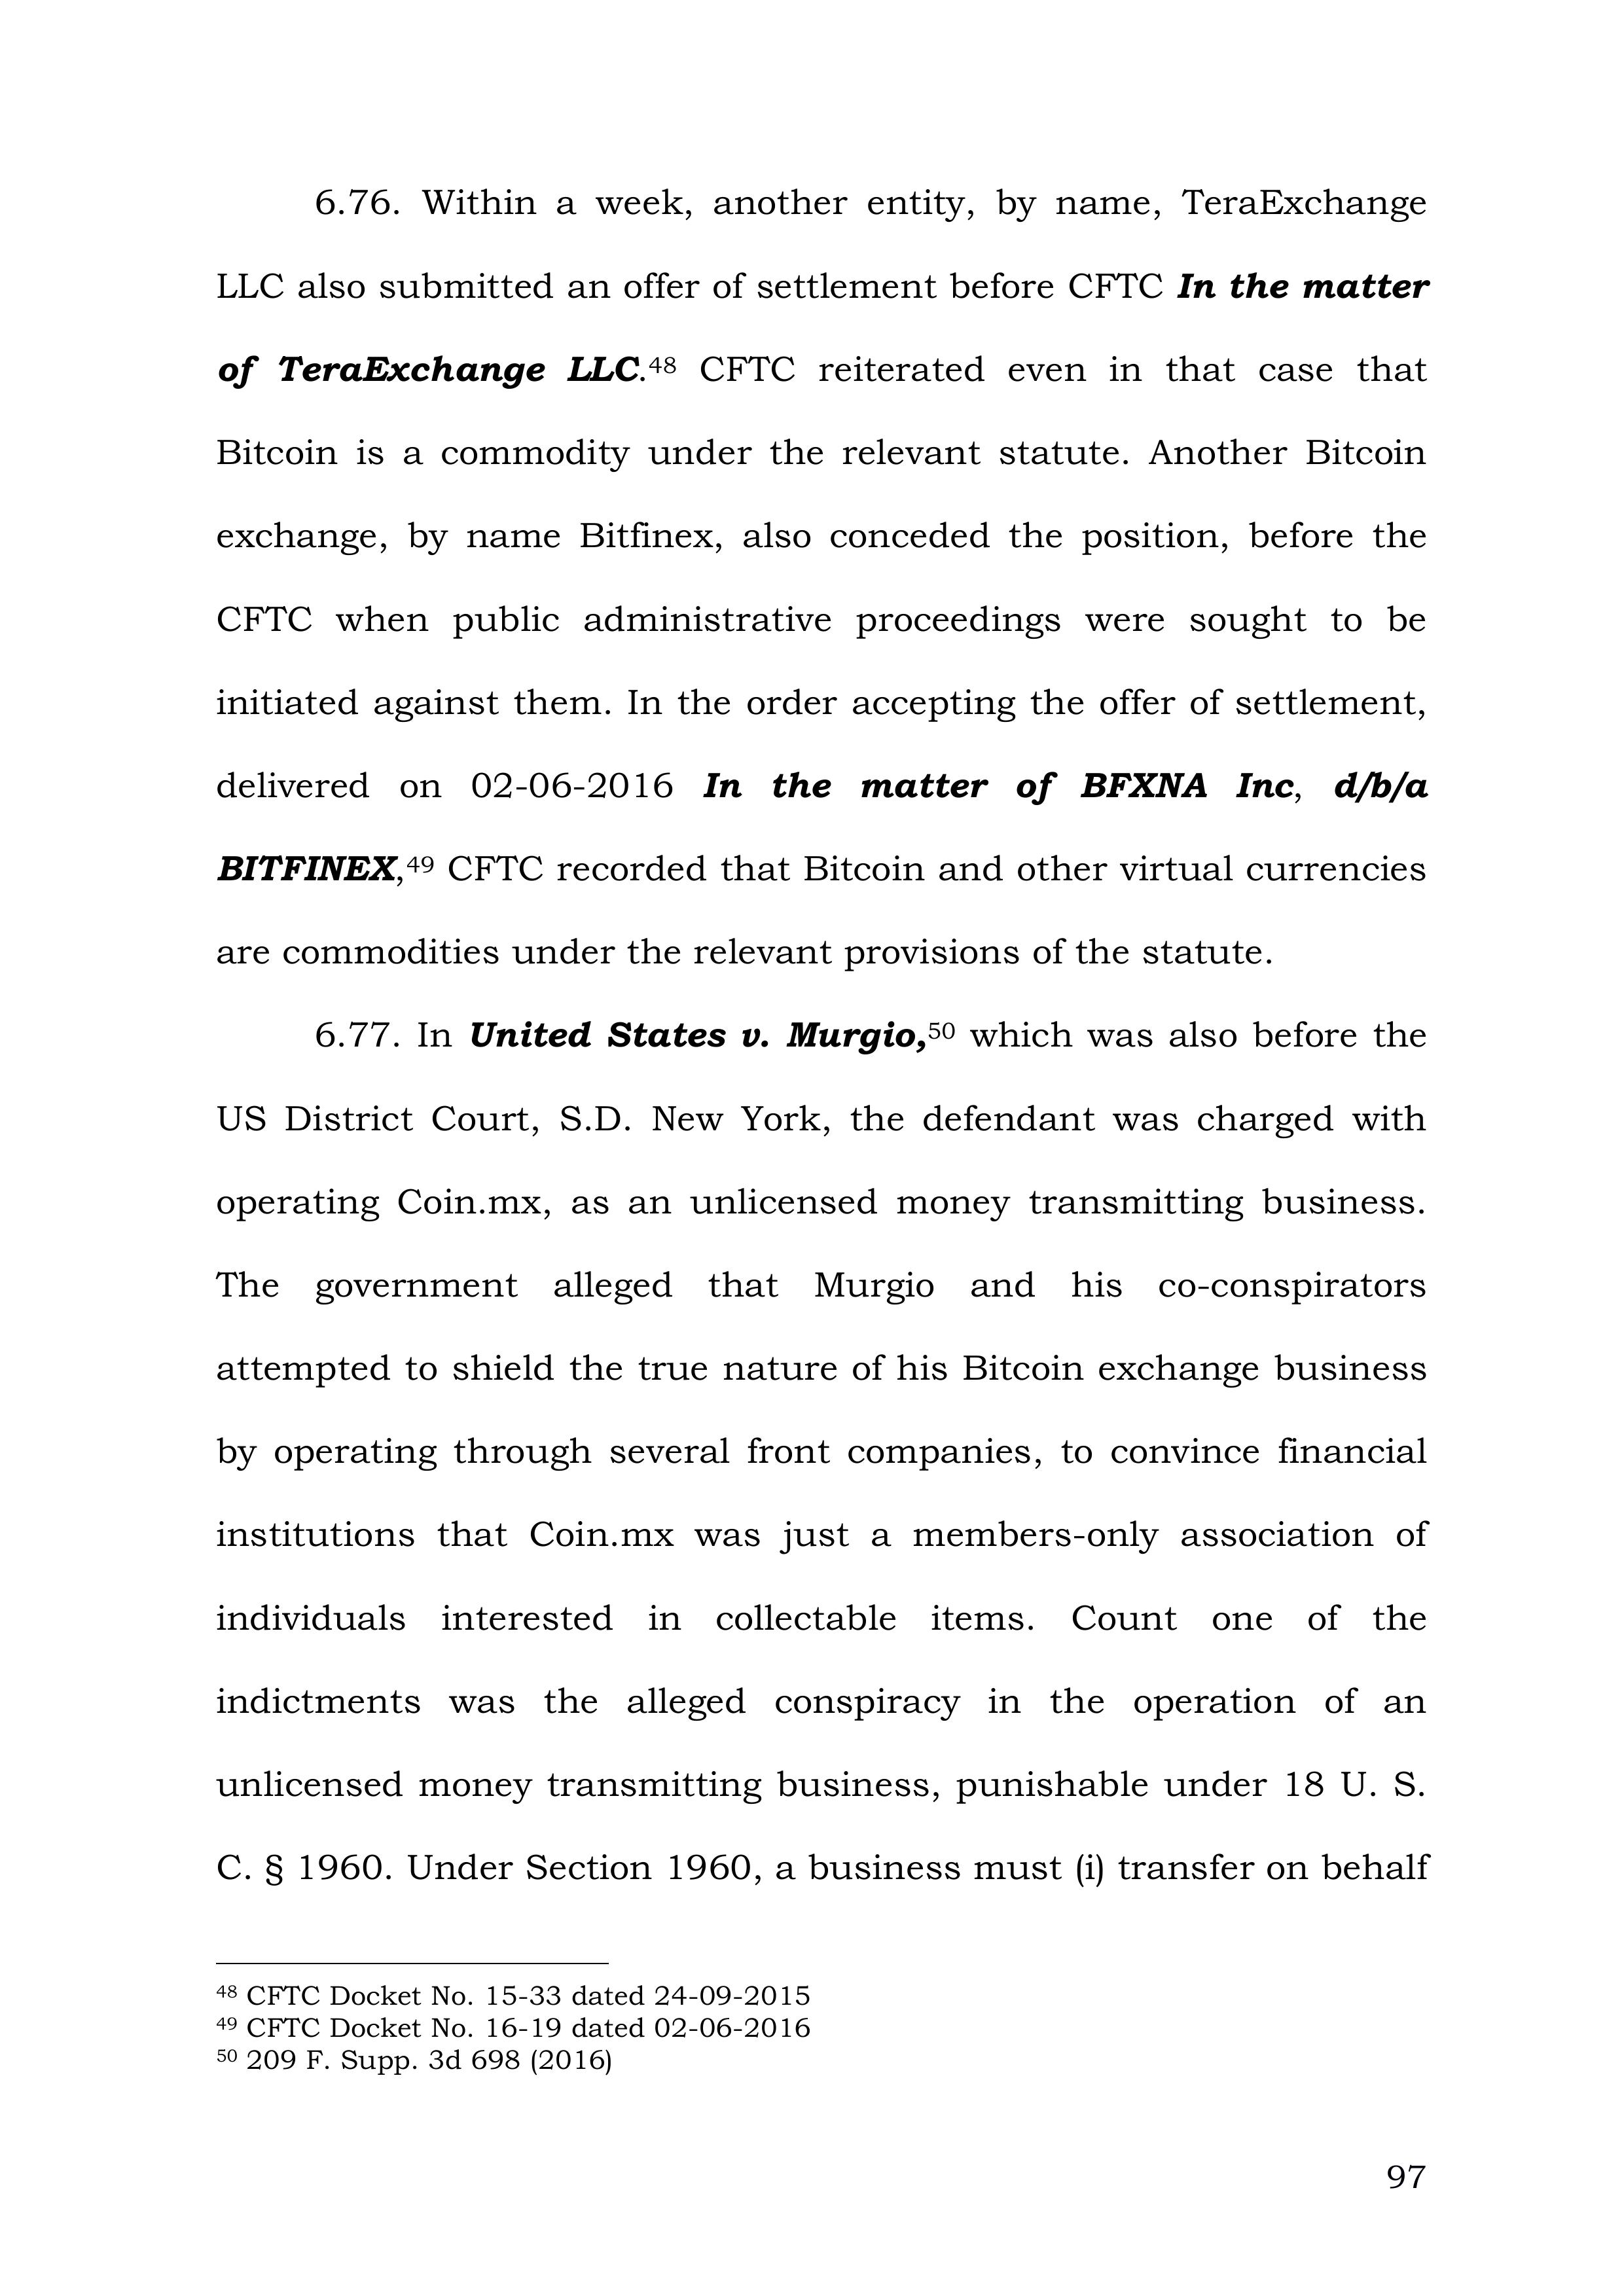 6.76. Within a week, another entity, by name, TeraExchange
LLC also submitted an offer of settlement before CFTC In the matter
of TeraExchange LLC.48 CFTC reiterated even in that case that
Bitcoin is a commodity under the relevant statute. Another Bitcoin
exchange, by name Bitfinex, also conceded the position, before the
CFTC when public administrative proceedings were sought to be
initiated against them. In the order accepting the offer of settlement,
delivered on 02-06-2016 In the matter of BFXNA Inc, d/b/a
BITFINEX,49 CFTC recorded that Bitcoin and other virtual currencies
are commodities under the relevant provisions of the statute.
6.77. In United States v. Murgio,50 which was also before the
US District Court, S.D. New York, the defendant was charged with
operating Coin.mx, as an unlicensed money transmitting business.
The government alleged that Murgio and his co-conspirators
attempted to shield the true nature of his Bitcoin exchange business
by operating through several front companies, to convince financial
institutions that Coin.mx was just a members-only association of
individuals interested in collectable items. Count one of the
indictments was the alleged conspiracy in the operation of an
unlicensed money transmitting business, punishable under 18 U. S.
C. § 1960. Under Section 1960, a business must (i) transfer on behalf
48 CFTC Docket No. 15-33 dated 24-09-2015
49 CFTC Docket No. 16-19 dated 02-06-2016
50 209 F. Supp. 3d 698 (2016)
97